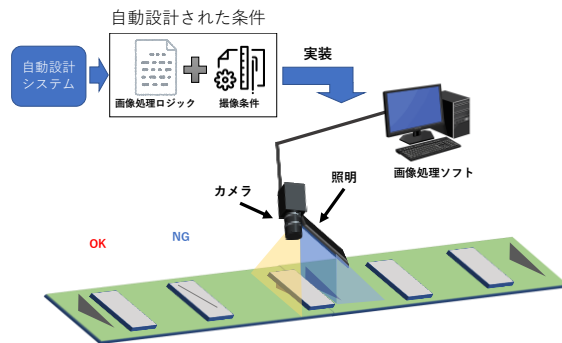 自動設計された条件
自動設計
システム
画像処理ロジック
撮像条件
実装
画像処理ソフト
カメラ
照明
OK
NG